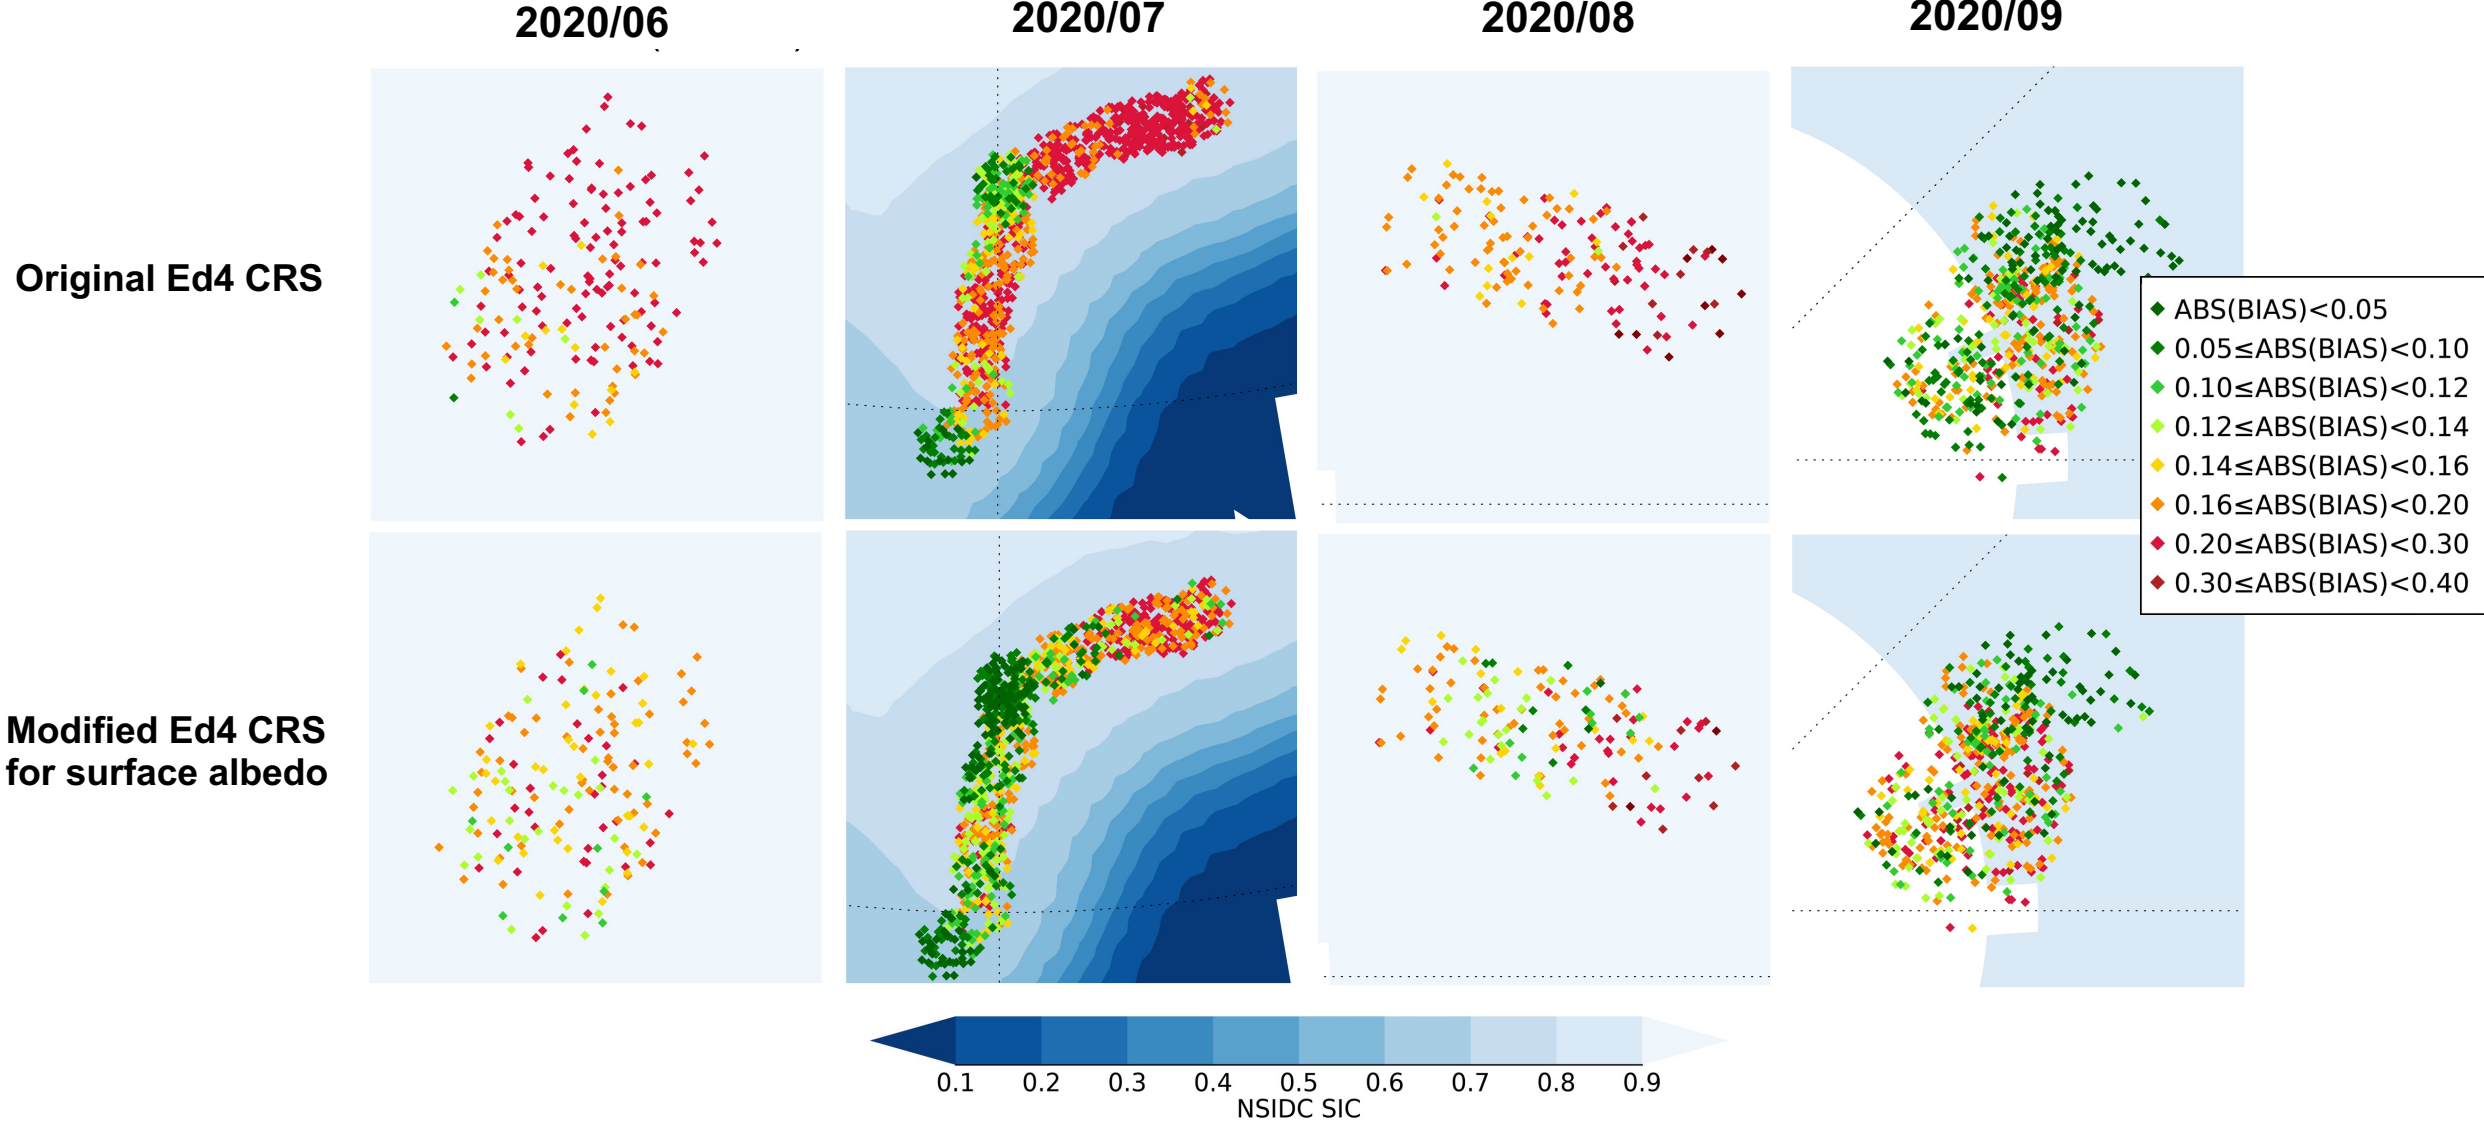 2020/06
2020/07
2020/08
2020/09
Original Ed4 CRS
ABS(BIAS)<0.05
0.05≤ABS(BIAS)<0.10
0.10≤ABS(BIAS)<0.12
0.12≤ABS(BIAS)<0.14
0.14≤ABS(BIAS)<0.16
0.16≤ABS(BIAS)<0.20
0.20≤ABS(BIAS)<0.30
0.30≤ABS(BIAS)<0.40
Modified Ed4 CRS
for surface albedo
0.1 0.2 0.3 0.4 0.5 0.6 0.7 0.8 0.9
NSIDC SIC